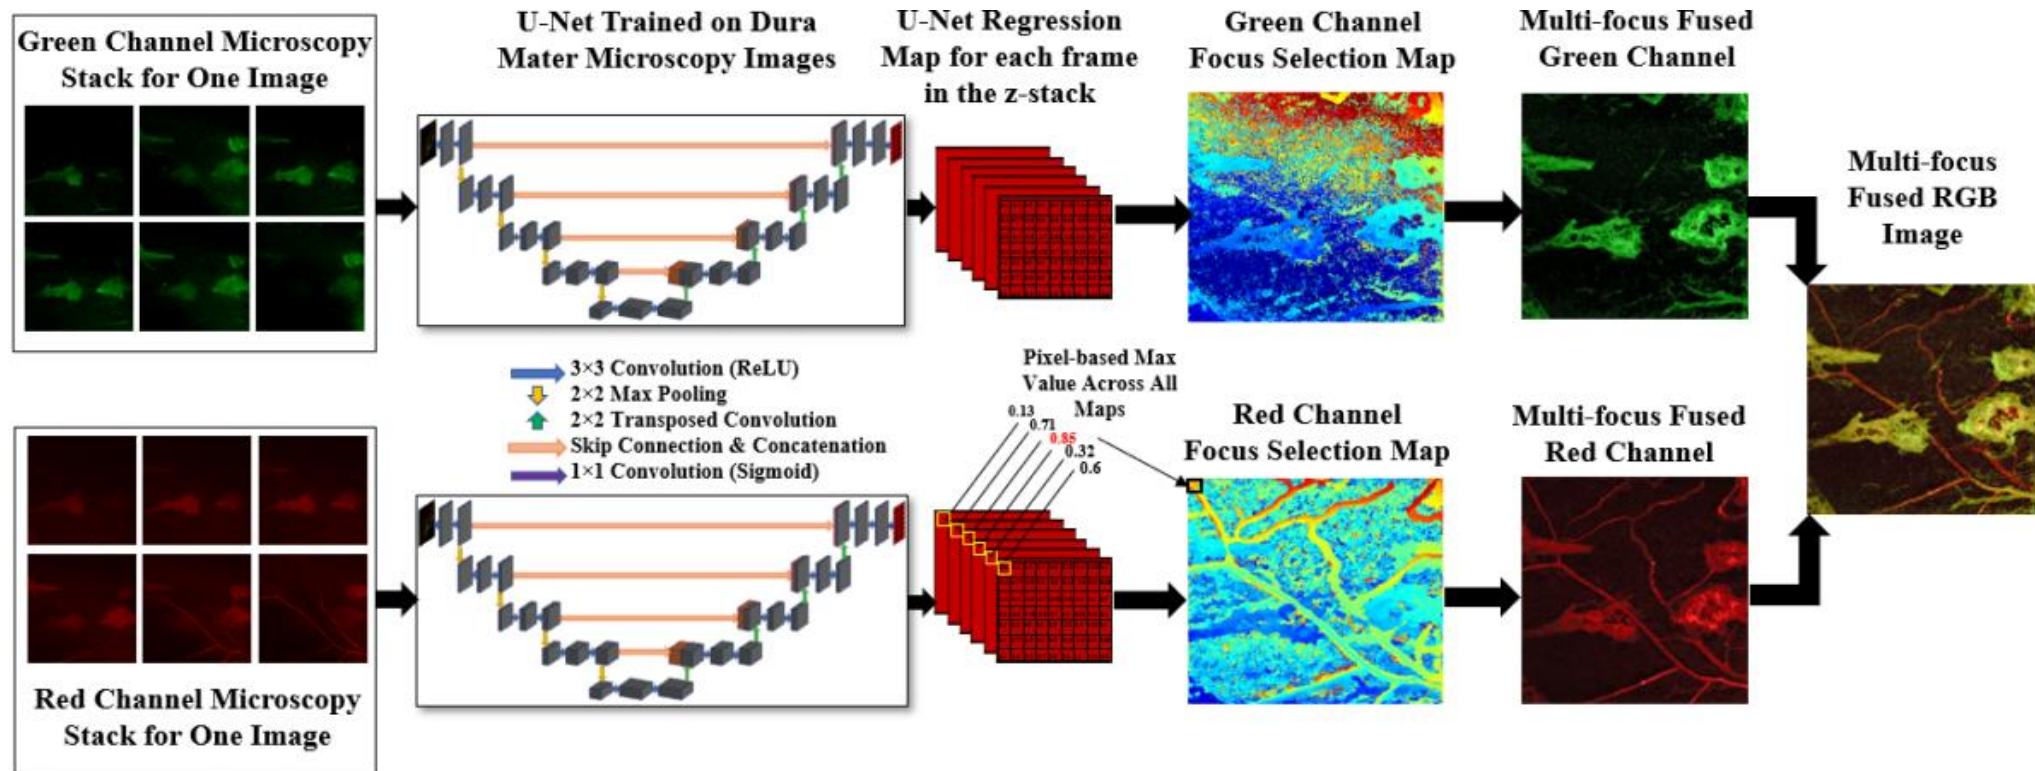 Green Channel Microscopy
Stack for One Image
U-Net Trained on Dura
Mater Microscopy Images
U-Net Regression
Map for each frame
in the z-stack
Green Channel
Focus Selection Map
Multi-focus Fused
Green Channel
Multi-focus
Fused RGB
Image
3×3 Convolution (ReLU)
2×2 Max Pooling
2×2 Transposed Convolution
Skip Connection & Concatenation
1×1 Convolution (Sigmoid)
Pixel-based Max
Value Across All
Maps
0.13
0.71
0.85
0.32
0.6
Red Channel
Focus Selection Map
Multi-focus Fused
Red Channel
Red Channel Microscopy
Stack for One Image